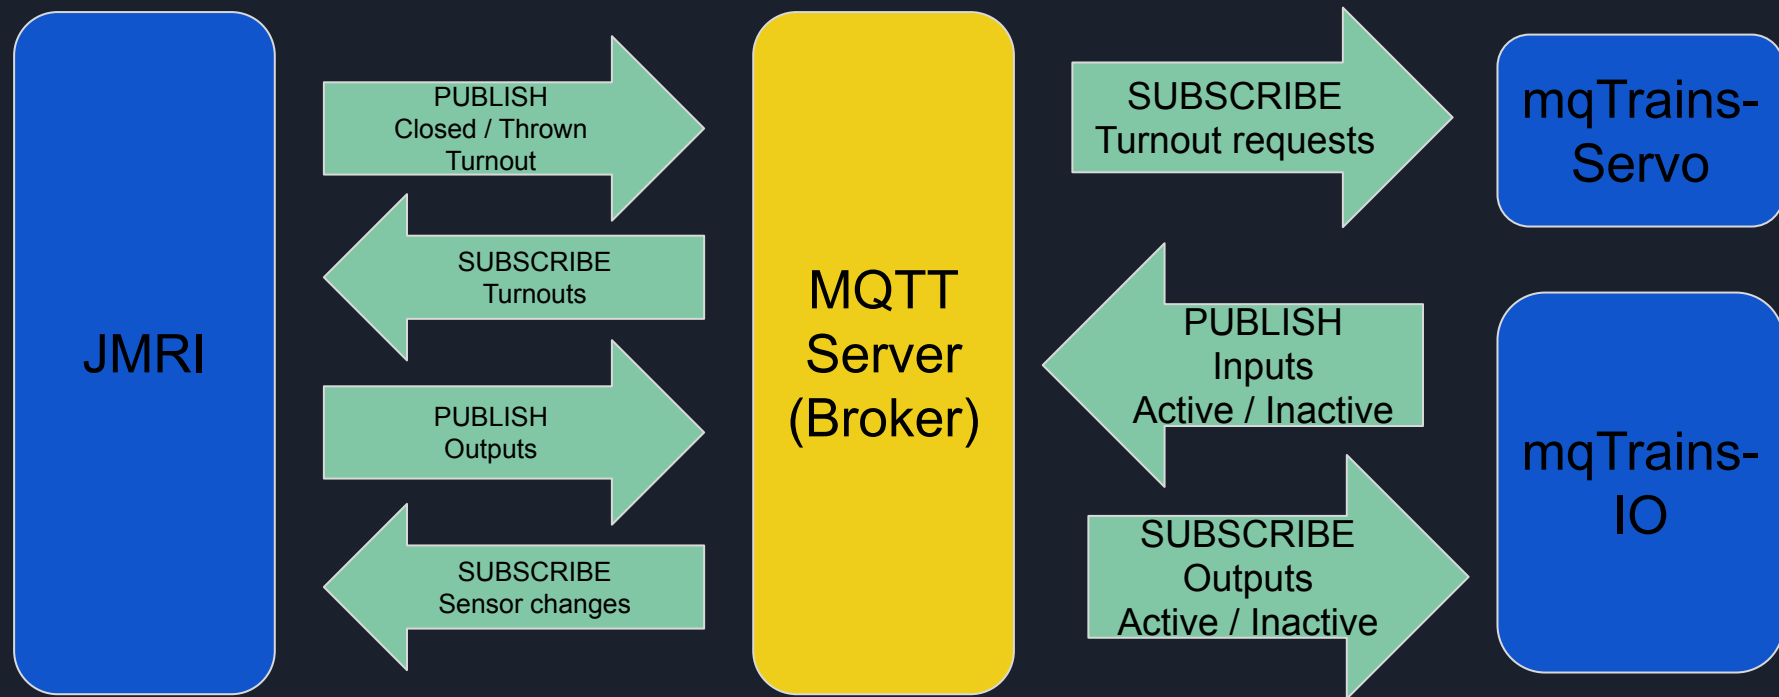 JMRI
PUBLISH
Closed / Thrown
Turnout
SUBSCRIBE
Turnouts
PUBLISH
Outputs
SUBSCRIBE
Sensor changes
MQTT
Server
(Broker)
SUBSCRIBE
Turnout requests
PUBLISH
Inputs
Active / Inactive
SUBSCRIBE
Outputs
Active / Inactive
mqTrains-
Servo
mqTrains-
IO